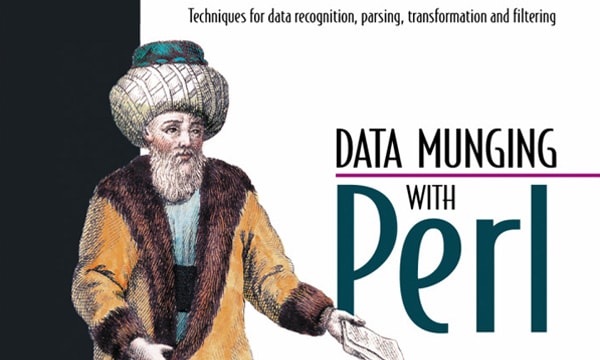 Techniques for data recognition, parsing, transformation and filtering
DATA MUNGING
WITH
Perl